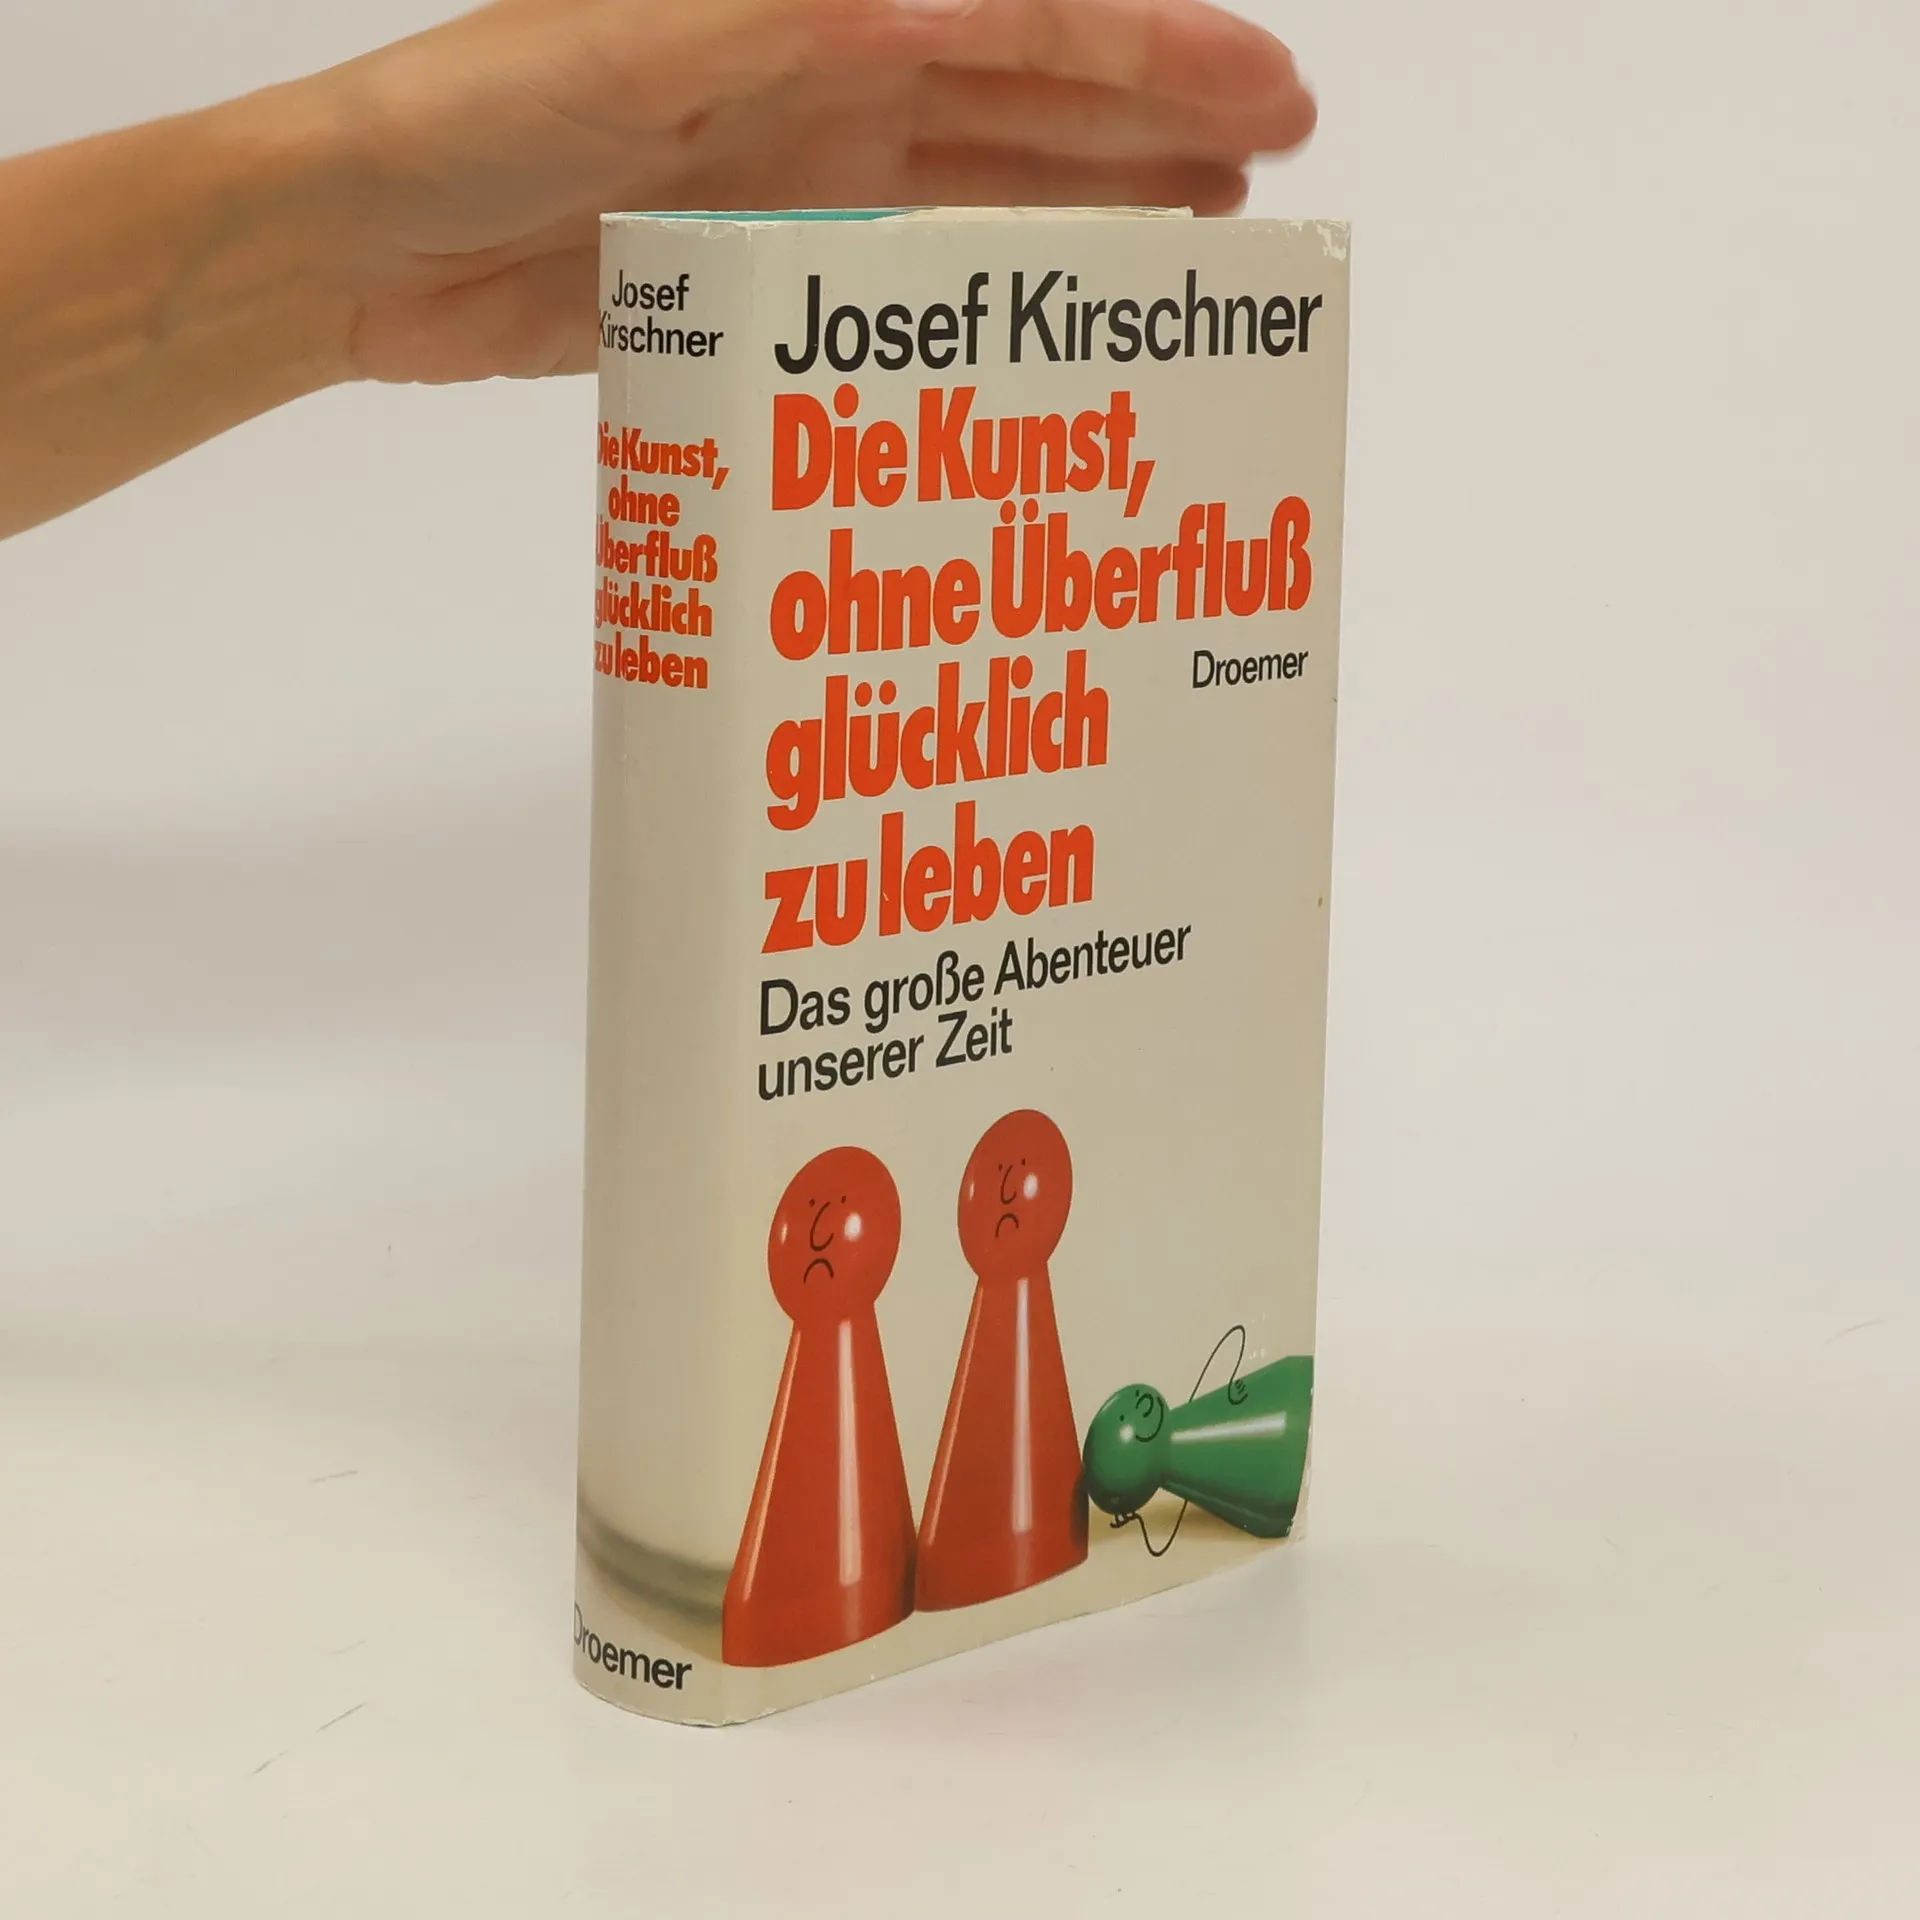 Josef
Kirschner
Die Kunst,
ohne
Überfluß
glücklich
zu leben
Droemer
Josef Kirschner
Die Kunst,
ohne Überfluß
glücklich
Droemer
zu leben
Das große Abenteuer
unserer Zeit